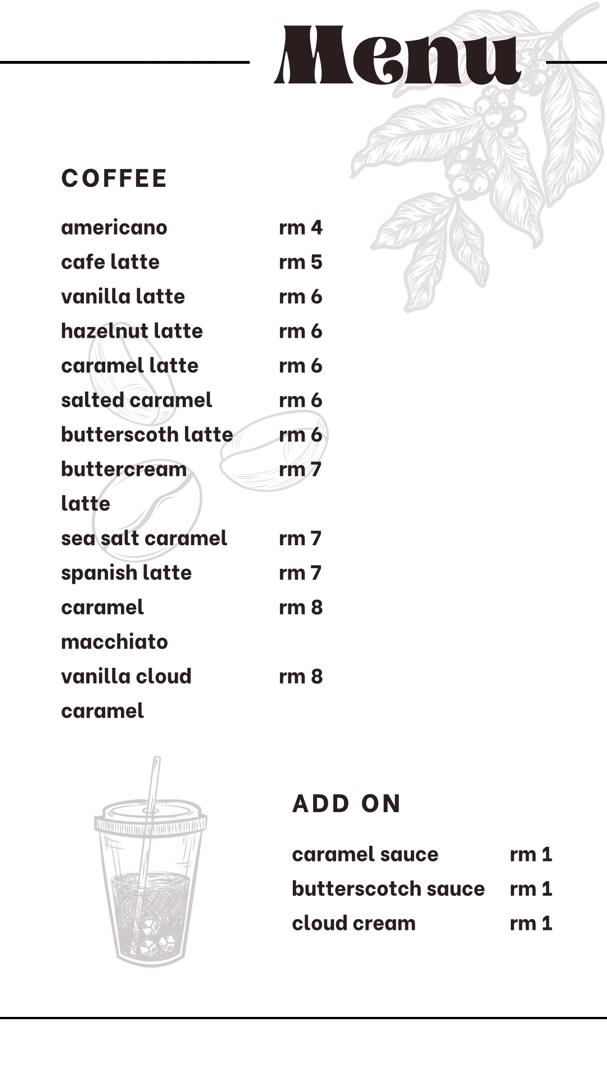 Menu
COFFEE
americano rm 4
cafe latte rm 5
vanilla latte rm 6
hazelnut latte rm 6
caramel latte rm 6
salted caramel rm 6
butterscoth latte rm 6
buttercream rm 7
latte
sea salt caramel rm 7
spanish latte rm 7
caramel rm 8
macchiato
vanilla cloud rm 8
caramel
ADD ON
caramel sauce rm 1
butterscotch sauce rm 1
cloud cream rm 1